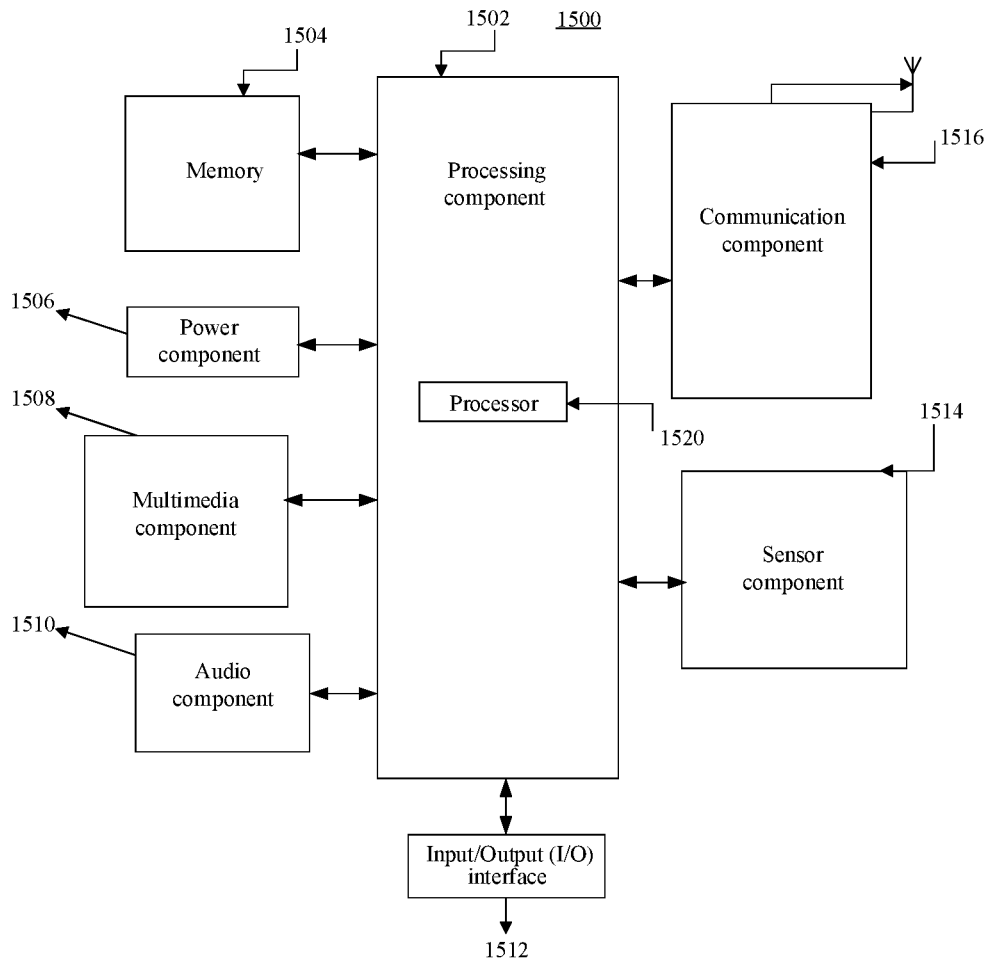 1502
1500
1504
1516
Memory
Processing
component
Communication
component
1506
Power
component
1508
Processor
1514
1520
Multimedia
component
Sensor
component
1510
Audio
component
Input/Output (I/O)
interface
1512